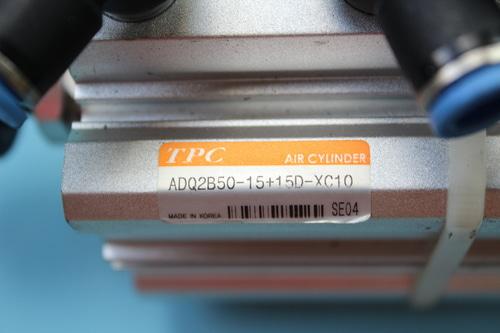 TPC AIR CYLINDER
ADQ2B50-15+15D-XC10
MADE IN KOREA SE04